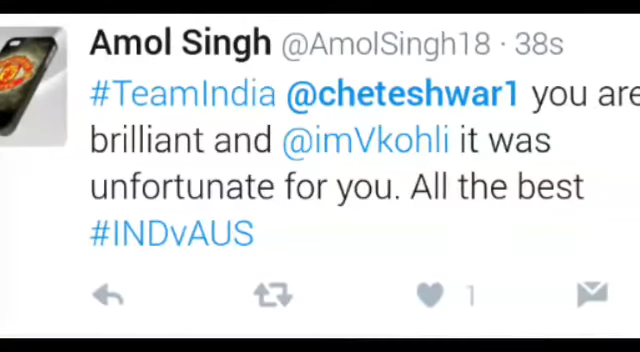 Amol Singh @AmolSingh18 · 38s
#TeamIndia @cheteshwar1 you are
brilliant and @imVkohli it was
unfortunate for you. All the best
#INDvAUS
1